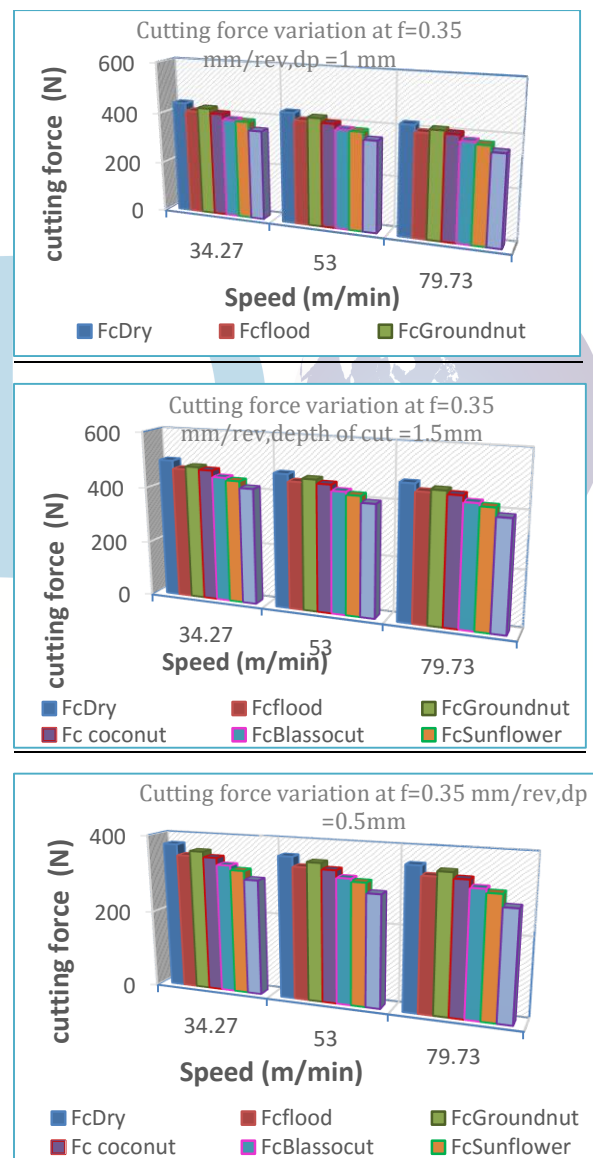 Cutting force variation at f=0.35
mm/rev,dp =1 mm
cutting force (N)
600
400
200
0
34.27
53
79.73
Speed (m/min)
FcDry Fcflood FcGroundnut
Cutting force variation at f=0.35
mm/rev,depth of cut =1.5mm
cutting force (N)
600
400
200
0
34.27
53
79.73
Speed (m/min)
FcDry Fcflood FcGroundnut
Fc coconut FcBlassocut FcSunflower
Cutting force variation at f=0.35 mm/rev,dp
=0.5mm
cutting force (N)
400
200
0
34.27
53
79.73
Speed (m/min)
FcDry Fcflood FcGroundnut
Fc coconut FcBlassocut FcSunflower